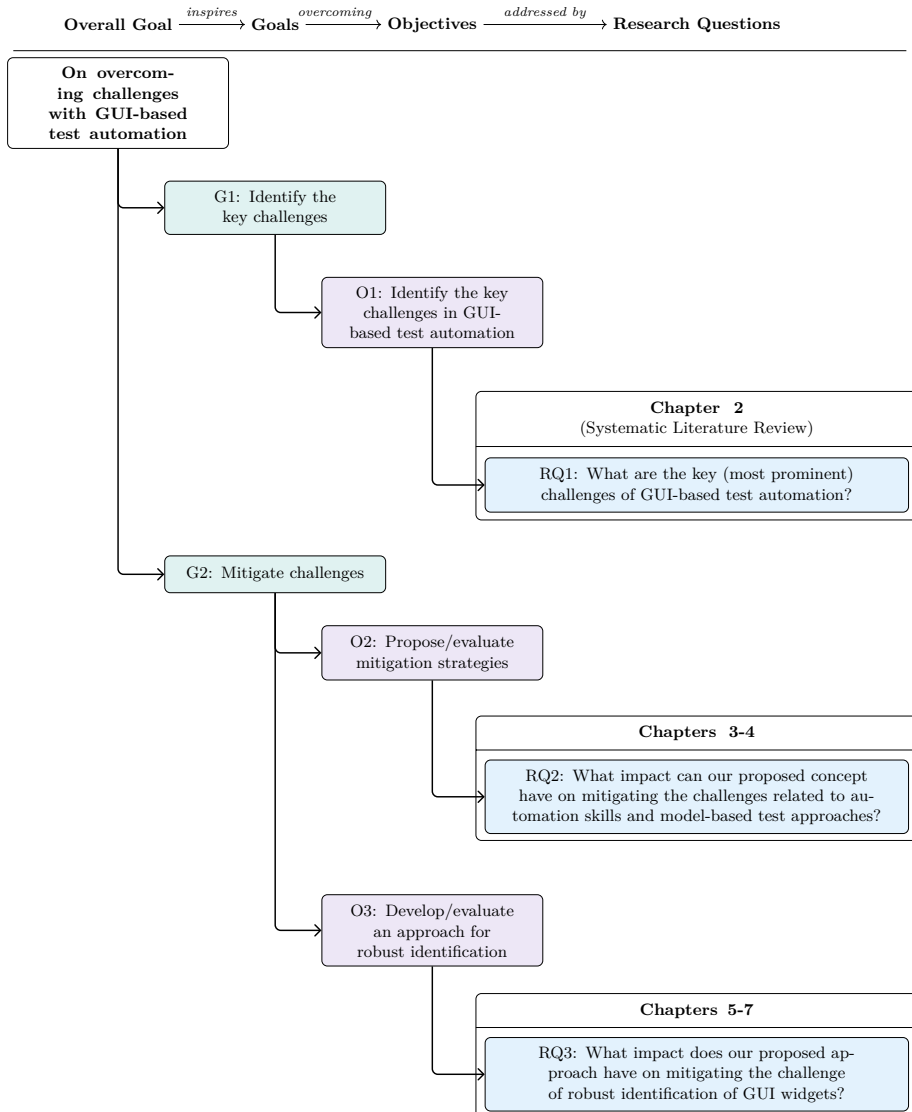 Overall Goal inspires Goals overcoming Objectives addressed by Research Questions
On overcom-
ing challenges
with GUI-based
test automation
G1: Identify the
key challenges
O1: Identify the key
challenges in GUI-
based test automation
Chapter 2
(Systematic Literature Review)
RQ1: What are the key (most prominent)
challenges of GUI-based test automation?
G2: Mitigate challenges
O2: Propose/evaluate
mitigation strategies
Chapters 3-4
RQ2: What impact can our proposed concept
have on mitigating the challenges related to au-
tomation skills and model-based test approaches?
O3: Develop/evaluate
an approach for
robust identification
Chapters 5-7
RQ3: What impact does our proposed ap-
proach have on mitigating the challenge
of robust identification of GUI widgets?